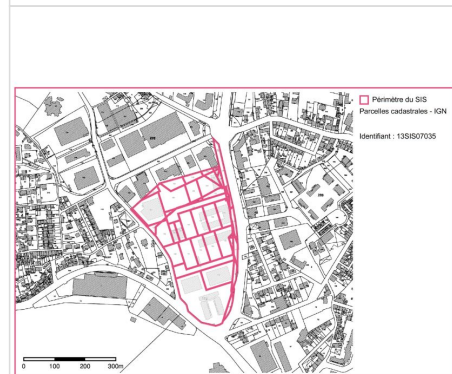 Périmètre du SIS
Parcelles cadastrales - IGN
Identifiant : 13SIS07035
0 100 200 300m